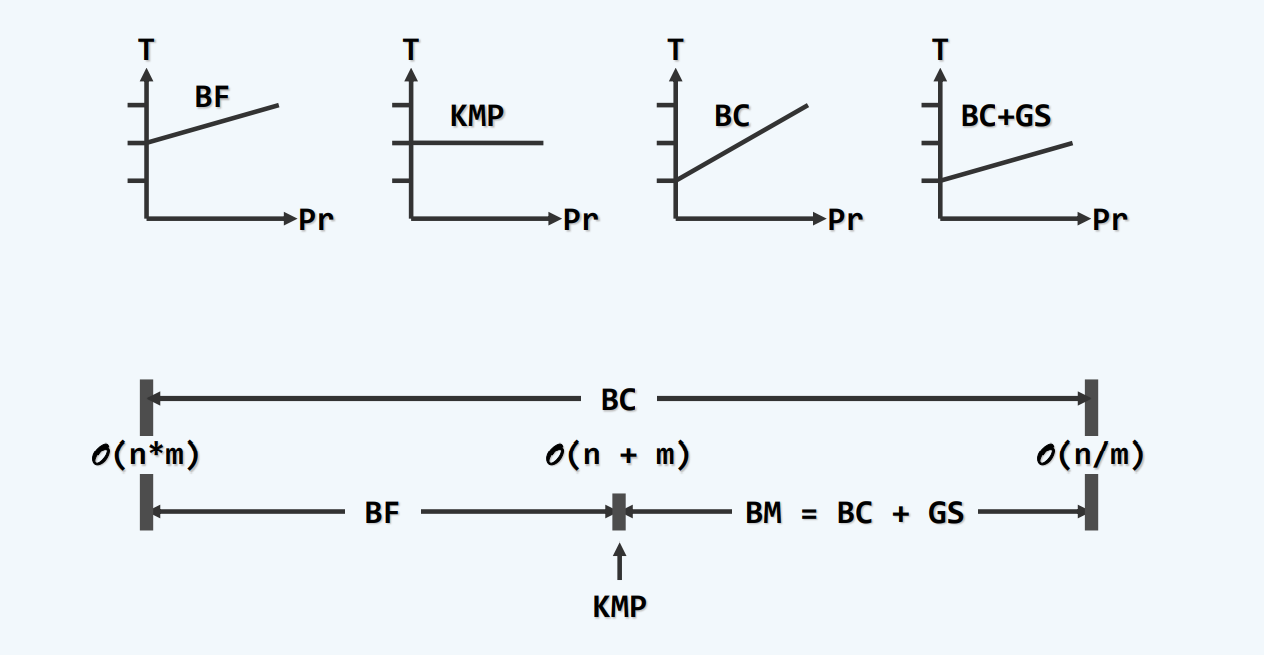 T T T T
BF KMP BC BC+GS
Pr Pr Pr Pr
BC
𝒪(n*m) 𝒪(n + m) 𝒪(n/m)
BF BM = BC + GS
KMP